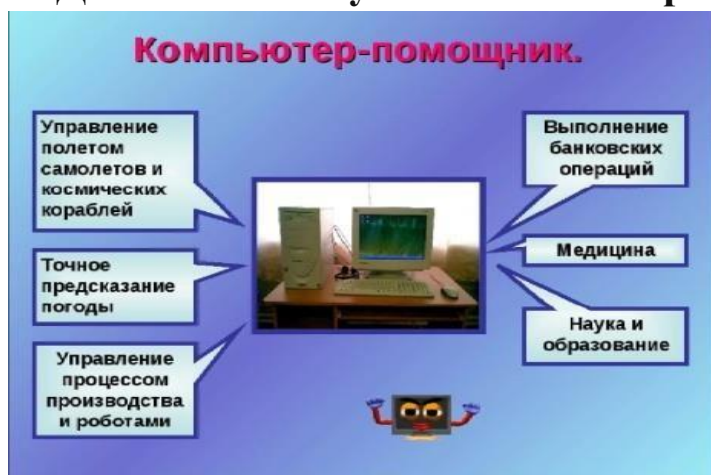 Компьютер-помощник.
Управление
полетом
самолетов и
космических
кораблей
Точное
предсказание
погоды
Управление
процессом
производства
и роботами
Выполнение
банковских
операций
Медицина
Наука и
образование